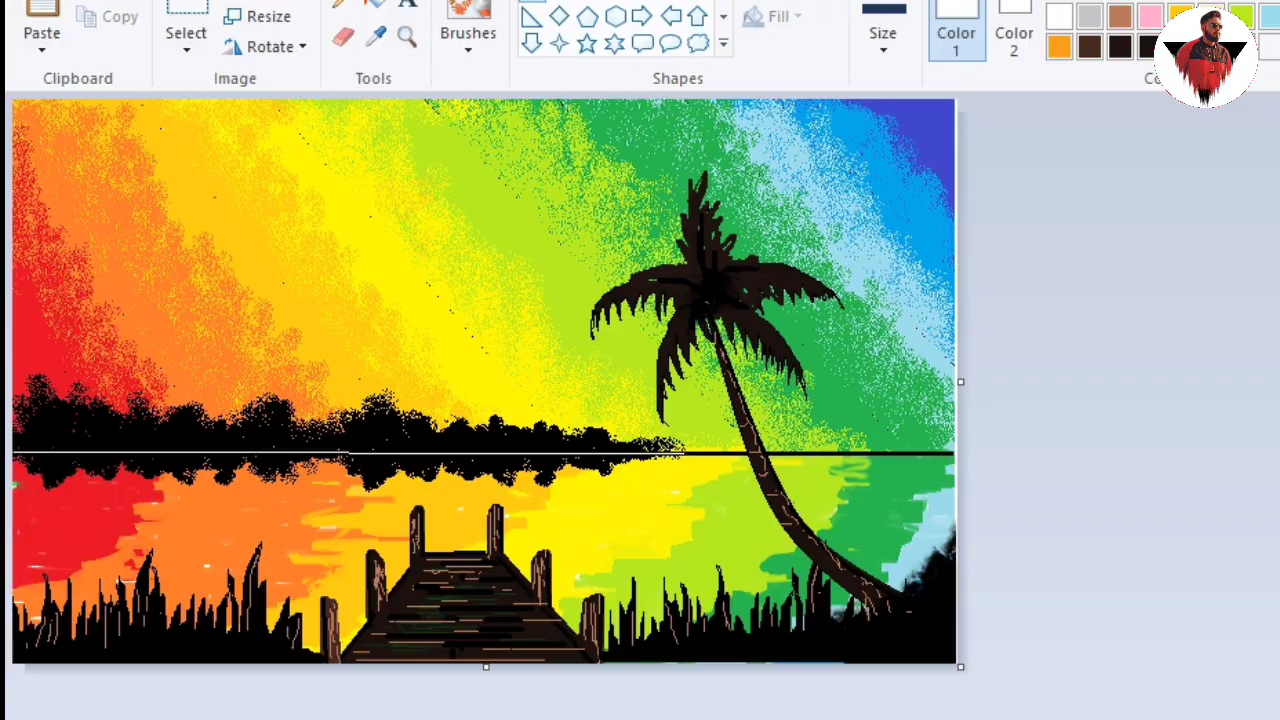 Paste
Copy
Clipboard
Select
Resize
Rotate
Image
Tools
Brushes
Shapes
Fill
Size
Color
1
Color
2